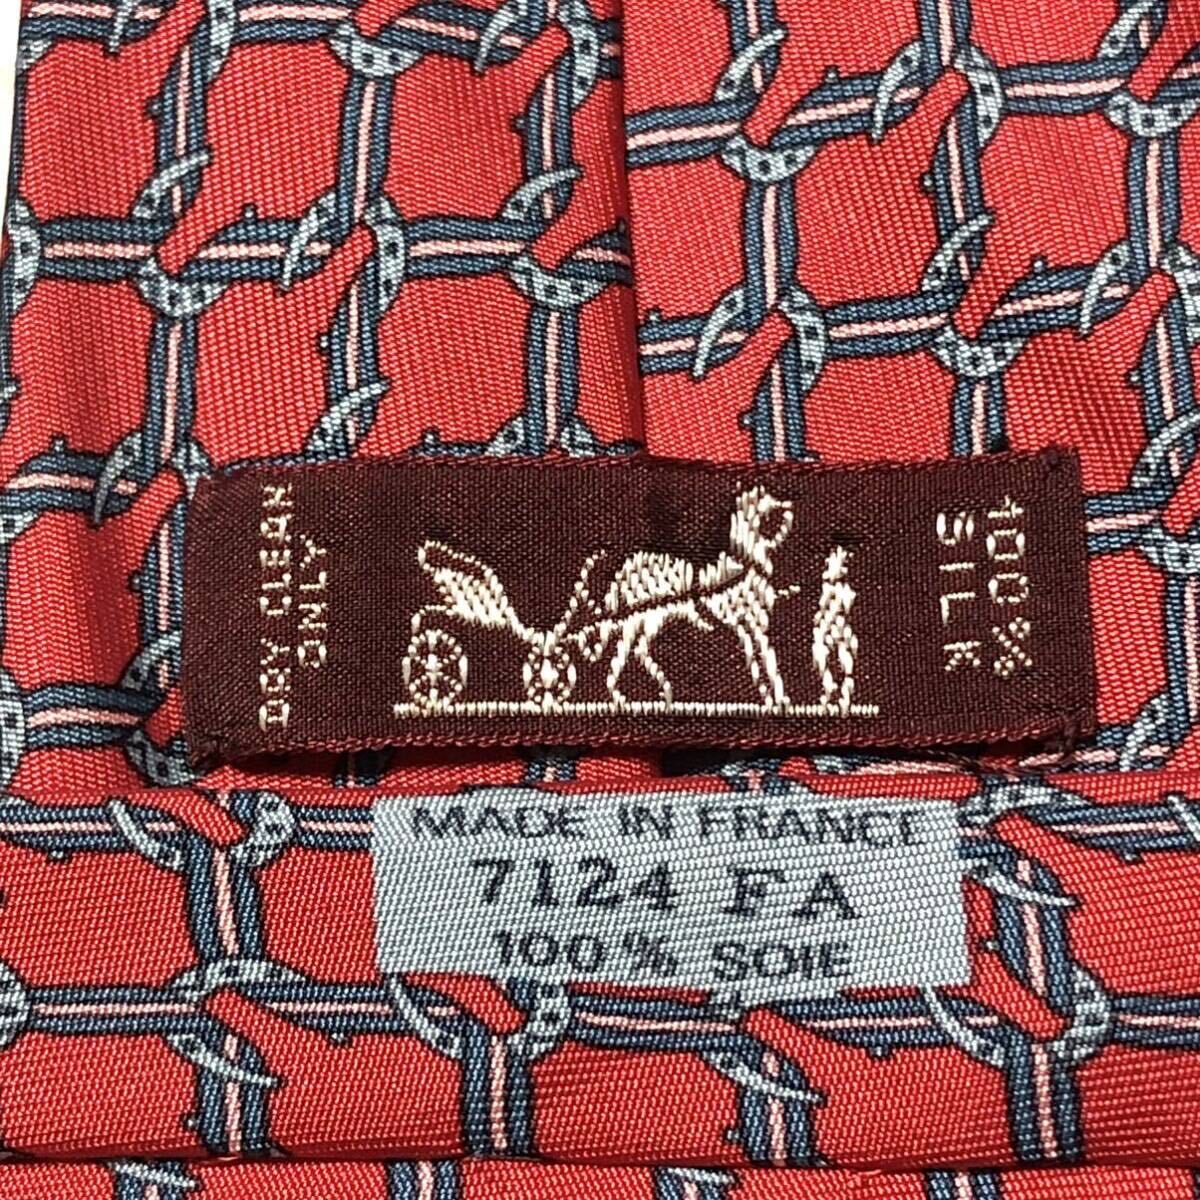 DRY CLEAN
ONLY
100%
SILK
MADE IN FRANCE
7124 FA
100% SOIE